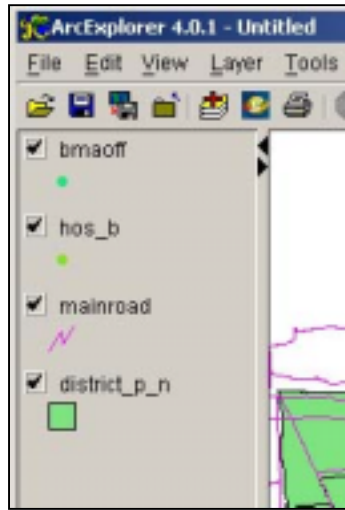 ArcExplorer 4.0.1 - Untitled
File Edit View Layer Tools
bmaoff
hos_b
mainroad
district_p_n